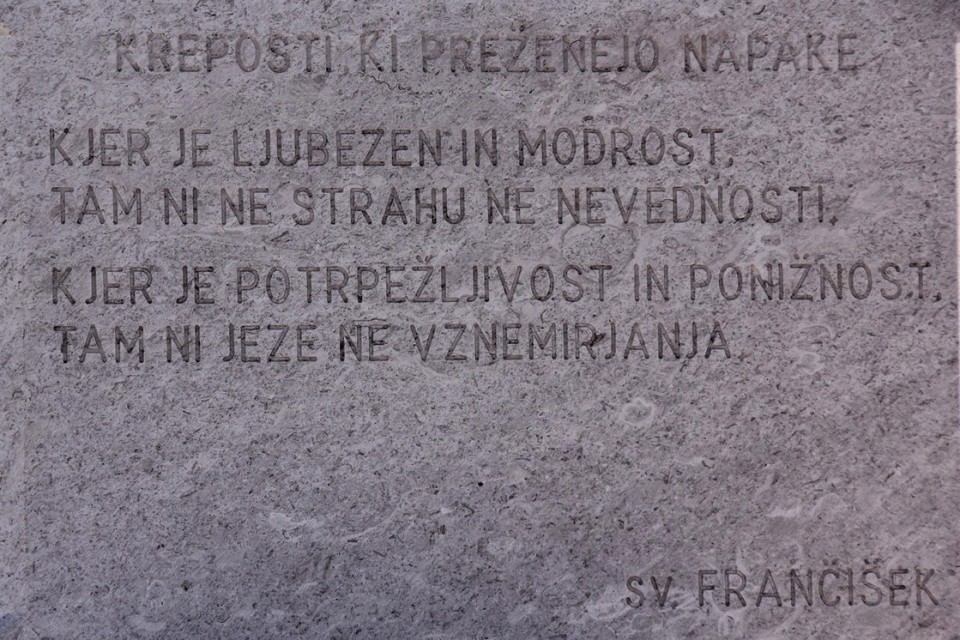 KREPOSTI, KI PREŽENEJO NAPAKE
KJER JE LJUBEZEN IN MODROST,
TAM NI NE STRAHU NE NEVEDNOSTI.
KJER JE POTRPEŽLJIVOST IN PONIŽNOST,
TAM NI JEZE NE VZNEMIRJANJA.
SV. FRANČIŠEK